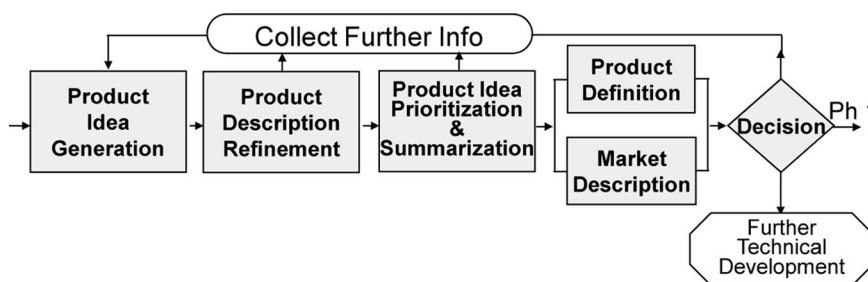 Collect Further Info
Product
Idea
Generation
Product
Description
Refinement
Product Idea
Prioritization
&
Summarization
Product
Definition
Market
Description
Decision
Ph
Further
Technical
Development